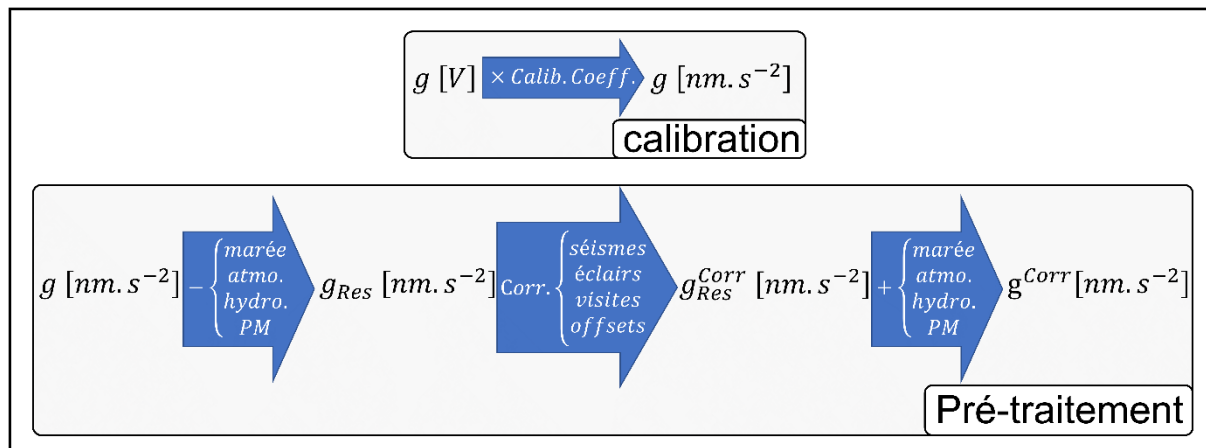 g [V] × Calib. Coeff. g [nm. s⁻²]
calibration
g [nm. s⁻²] − { marée atmo. hydro. PM g_Res [nm. s⁻²] Corr. { séismes éclairs visites offsets g_Res^Corr [nm. s⁻²] + { marée atmo. hydro. PM g^Corr [nm. s⁻²]
Pré-traitement